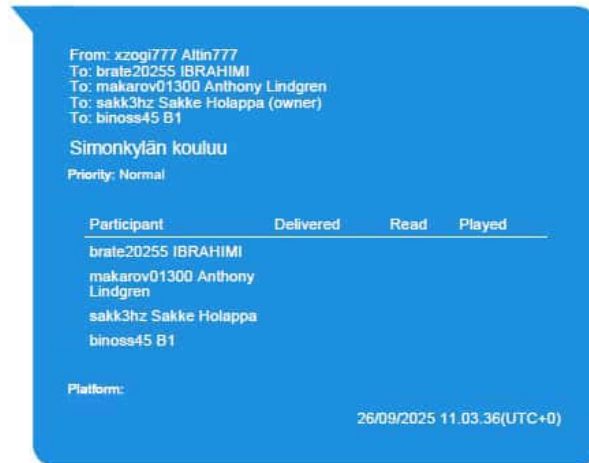 From: xzogi777 Altin777
To: brate20255 IBRAHIMI
To: makarov01300 Anthony Lindgren
To: sakk3hz Sakke Holappa (owner)
To: binoss45 B1
Simonkylän kouluu
Priority: Normal
Participant Delivered Read Played
brate20255 IBRAHIMI
makarov01300 Anthony
Lindgren
sakk3hz Sakke Holappa
binoss45 B1
Platform:
26/09/2025 11.03.36(UTC+0)